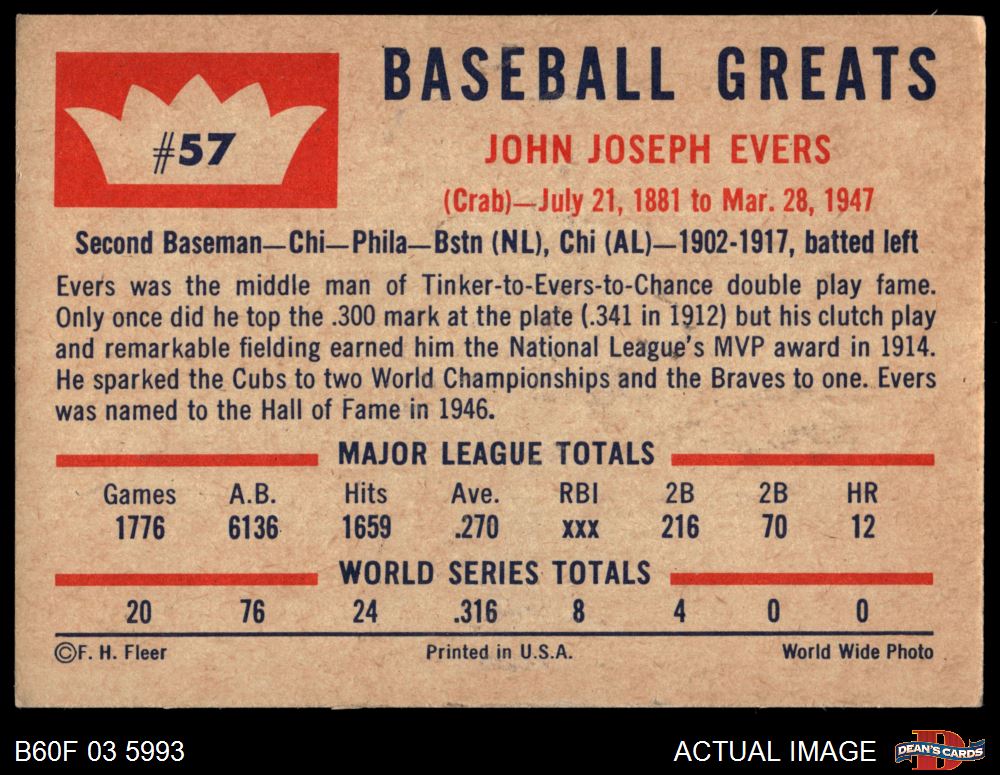 #57
BASEBALL GREATS
JOHN JOSEPH EVERS
(Crab)—July 21, 1881 to Mar. 28, 1947
Second Baseman—Chi—Phila—Bstn (NL), Chi (AL)—1902-1917, batted left
Evers was the middle man of Tinker-to-Evers-to-Chance double play fame.
Only once did he top the .300 mark at the plate (.341 in 1912) but his clutch play
and remarkable fielding earned him the National League's MVP award in 1914.
He sparked the Cubs to two World Championships and the Braves to one. Evers
was named to the Hall of Fame in 1946.
MAJOR LEAGUE TOTALS
Games A.B. Hits Ave. RBI 2B 2B HR
1776 6136 1659 .270 xxx 216 70 12
WORLD SERIES TOTALS
20 76 24 .316 8 4 0 0
©F. H. Fleer Printed in U.S.A. World Wide Photo
B60F 03 5993 ACTUAL IMAGE DEAN'S CARDS